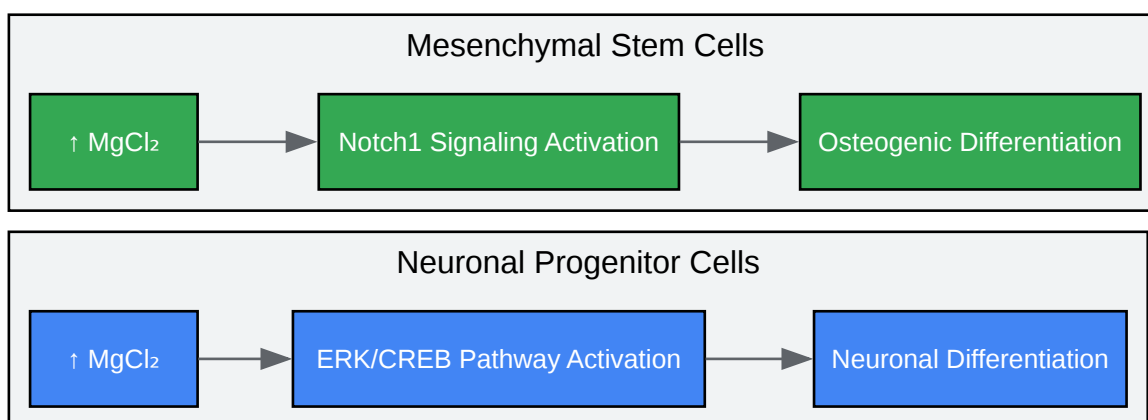 Mesenchymal Stem Cells
↑ MgCl₂
Notch1 Signaling Activation
Osteogenic Differentiation
Neuronal Progenitor Cells
↑ MgCl₂
ERK/CREB Pathway Activation
Neuronal Differentiation